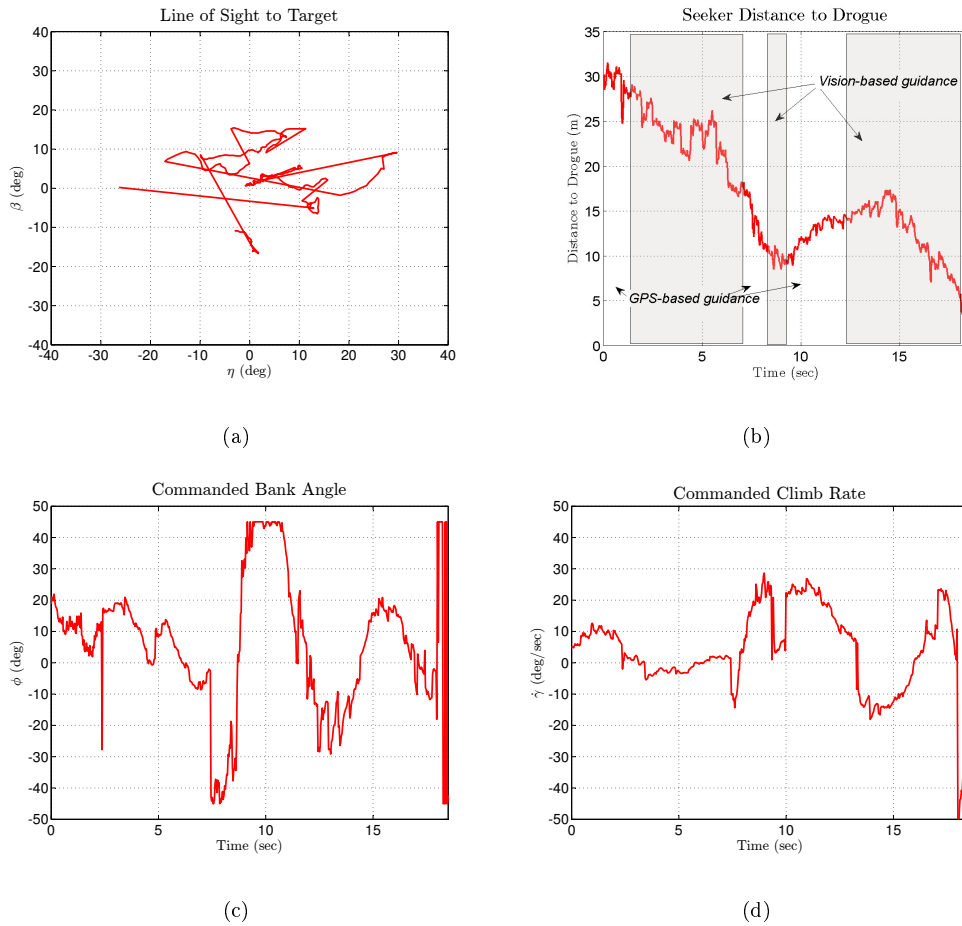 Line of Sight to Target
40
30
20
10
0
-10
-20
-30
-40
β (deg)
-40 -30 -20 -10 0 10 20 30 40
η (deg)
(a)
Seeker Distance to Drogue
35
30
25
20
15
10
5
0
Distance to Drogue (m)
Vision-based guidance
GPS-based guidance
0 5 10 15
Time (sec)
(b)
Commanded Bank Angle
50
40
30
20
10
0
-10
-20
-30
-40
-50
ϕ (deg)
0 5 10 15
Time (sec)
(c)
Commanded Climb Rate
50
40
30
20
10
0
-10
-20
-30
-40
-50
γ̇ (deg/sec)
0 5 10 15
Time (sec)
(d)